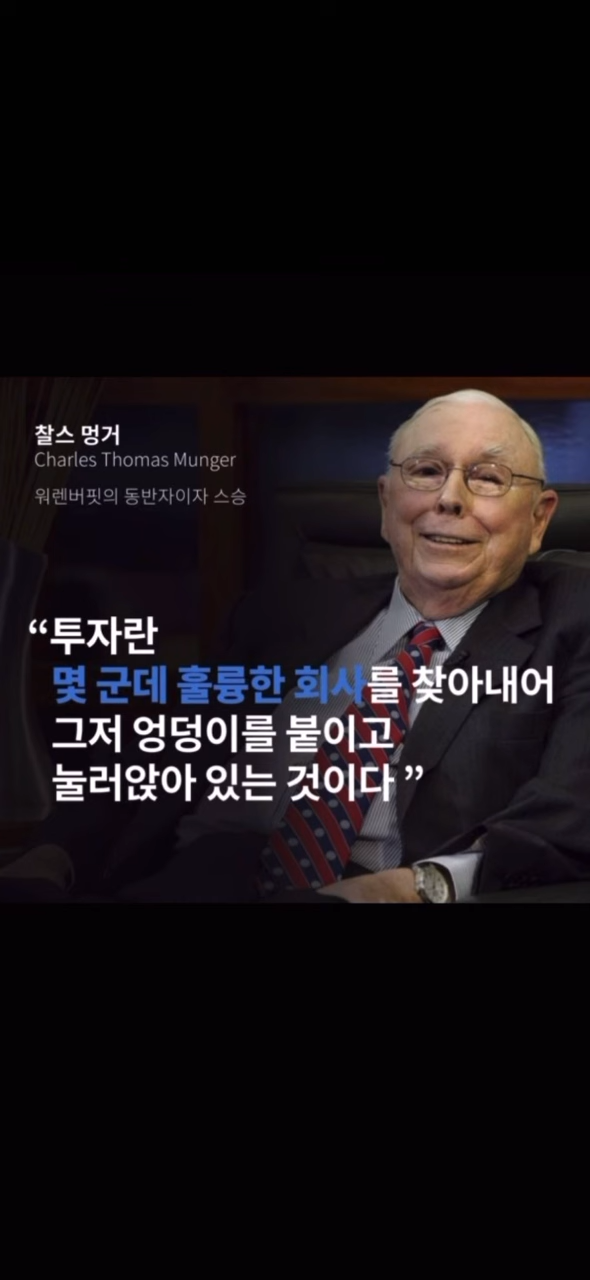 찰스 멍거
Charles Thomas Munger
워렌버핏의 동반자이자 스승
“투자란
몇 군데 훌륭한 회사를 찾아내어
그저 엉덩이를 붙이고
눌러앉아 있는 것이다”